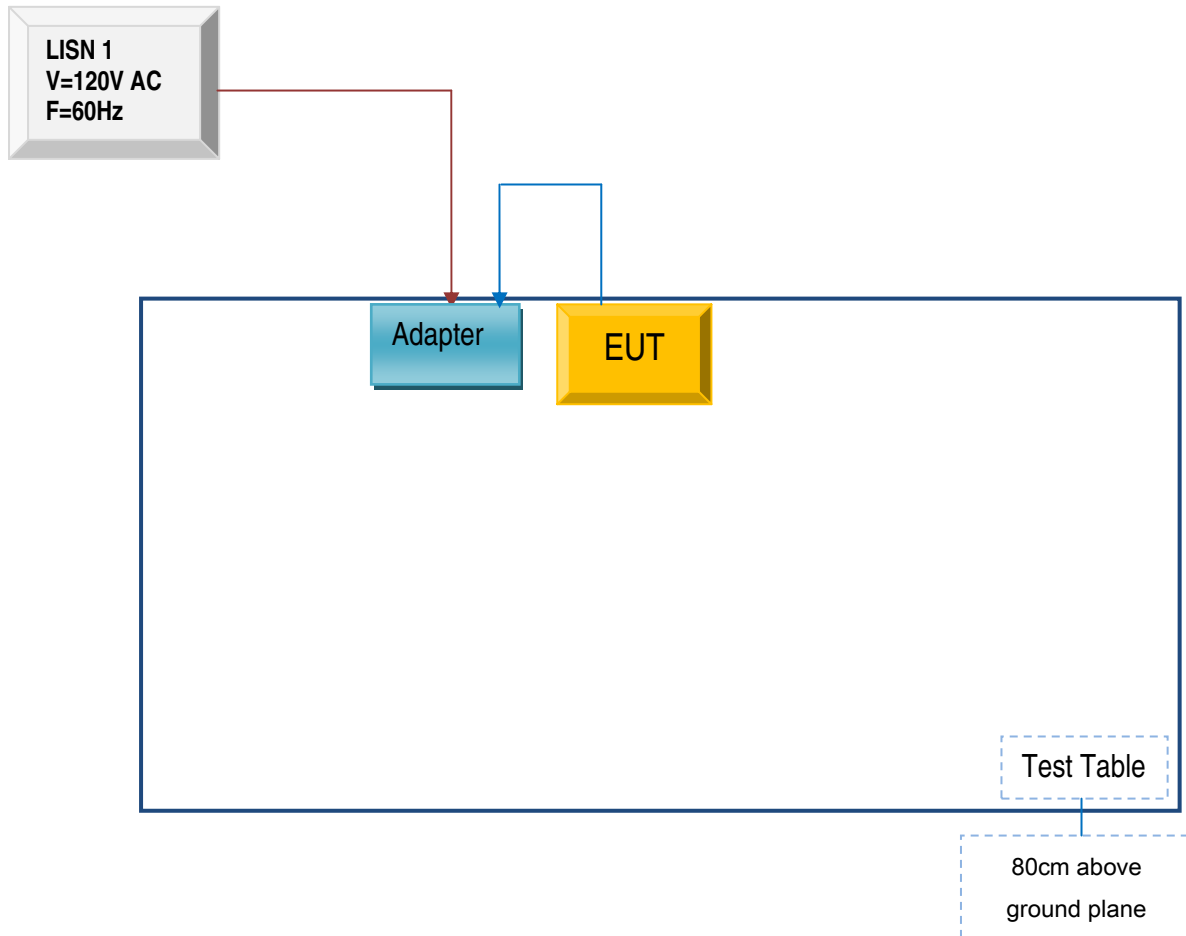 LISN 1
V=120V AC
F=60Hz
Adapter
EUT
Test Table
80cm above
ground plane